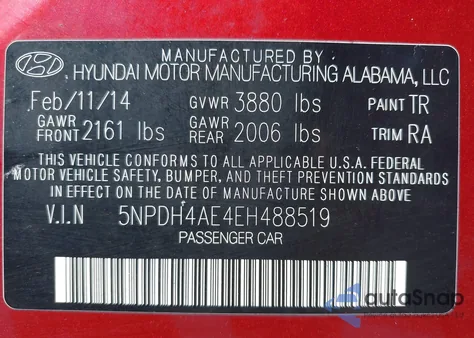 MANUFACTURED BY
HYUNDAI MOTOR MANUFACTURING ALABAMA, LLC
Feb/11/14 GVWR 3880 lbs PAINT TR
GAWR FRONT 2161 lbs GAWR REAR 2006 lbs TRIM RA
THIS VEHICLE CONFORMS TO ALL APPLICABLE U.S.A. FEDERAL
MOTOR VEHICLE SAFETY, BUMPER, AND THEFT PREVENTION STANDARDS
IN EFFECT ON THE DATE OF MANUFACTURE SHOWN ABOVE
V.I.N 5NPDH4AE4EH488519
PASSENGER CAR
autoSnap